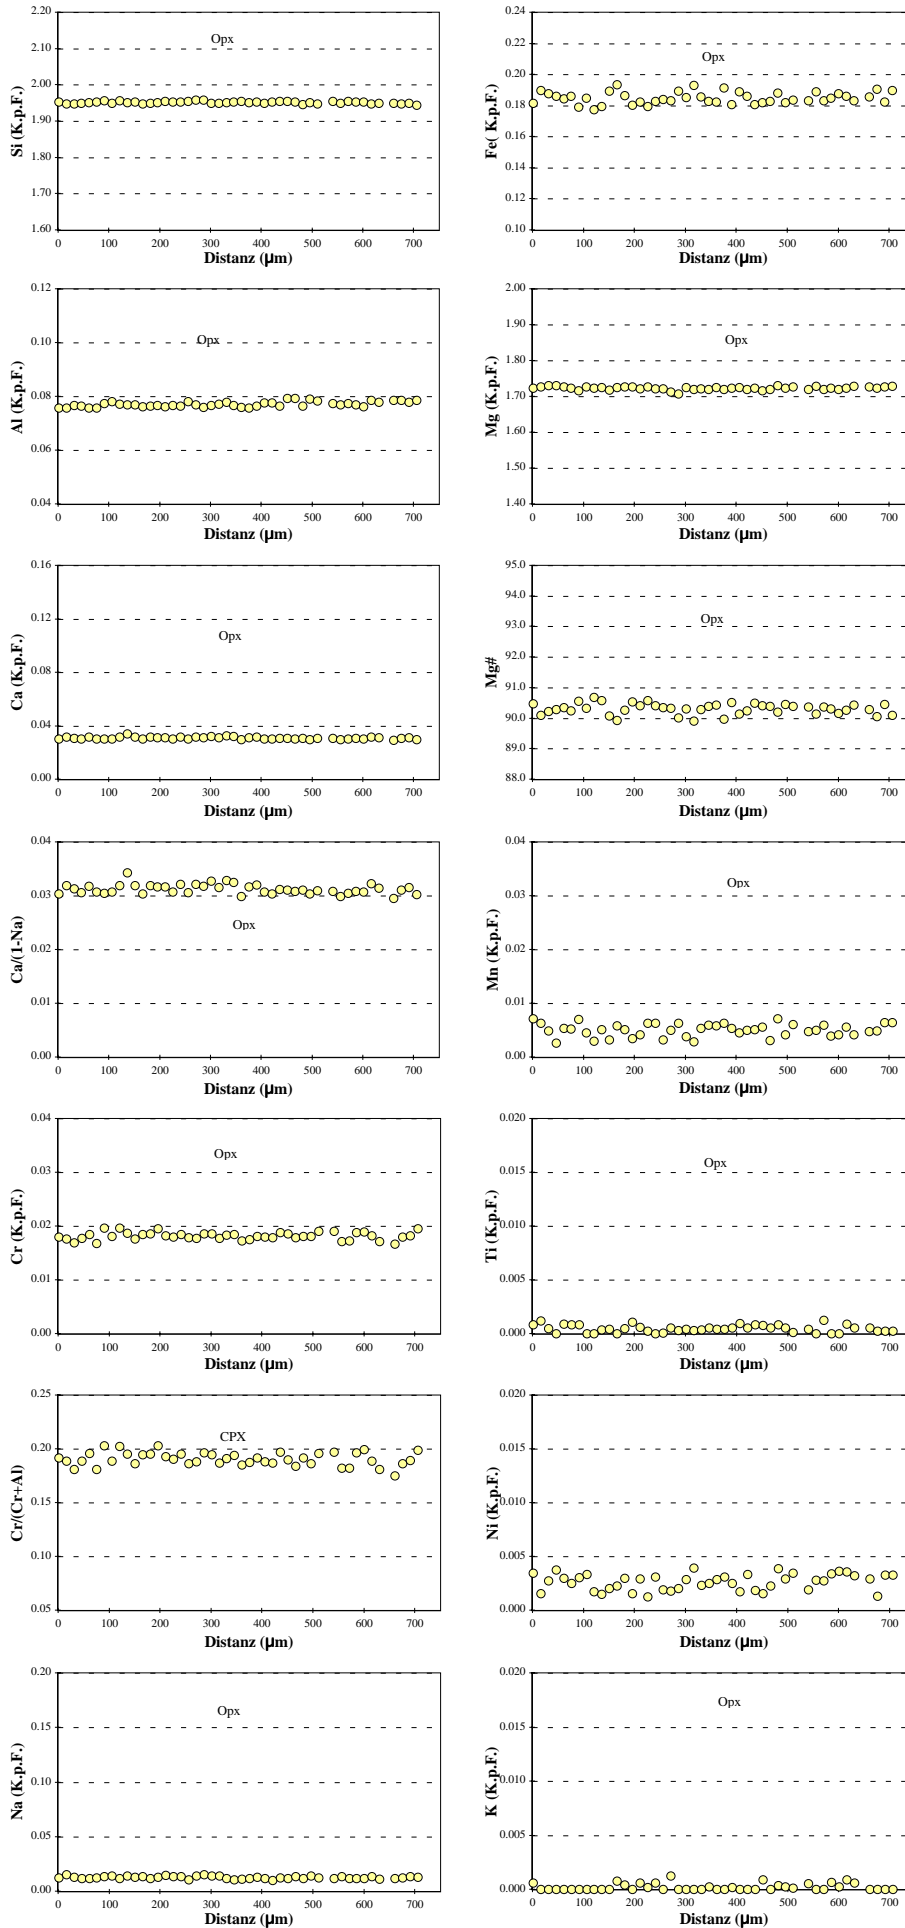 2.20
2.10
2.00
1.90
1.80
1.70
1.60
Si (K.p.F.)
Opx
0 100 200 300 400 500 600 700
Distanz (µm)
0.24
0.22
0.20
0.18
0.16
0.14
0.12
0.10
Fe( K.p.F.)
Opx
0 100 200 300 400 500 600 700
Distanz (µm)
0.12
0.10
0.08
0.06
0.04
Al (K.p.F.)
Opx
0 100 200 300 400 500 600 700
Distanz (µm)
2.00
1.90
1.80
1.70
1.60
1.50
1.40
Mg (K.p.F.)
Opx
0 100 200 300 400 500 600 700
Distanz (µm)
0.16
0.12
0.08
0.04
0.00
Ca (K.p.F.)
Opx
0 100 200 300 400 500 600 700
Distanz (µm)
95.0
94.0
93.0
92.0
91.0
90.0
89.0
88.0
Mg#
Opx
0 100 200 300 400 500 600 700
Distanz (µm)
0.04
0.03
0.02
0.01
0.00
Ca/(1-Na)
Opx
0 100 200 300 400 500 600 700
Distanz (µm)
0.04
0.03
0.02
0.01
0.00
Mn (K.p.F.)
Opx
0 100 200 300 400 500 600 700
Distanz (µm)
0.04
0.03
0.02
0.01
0.00
Cr (K.p.F.)
Opx
0 100 200 300 400 500 600 700
Distanz (µm)
0.020
0.015
0.010
0.005
0.000
Ti (K.p.F.)
Opx
0 100 200 300 400 500 600 700
Distanz (µm)
0.25
0.20
0.15
0.10
0.05
Cr/(Cr+Al)
CPX
0 100 200 300 400 500 600 700
Distanz (µm)
0.020
0.015
0.010
0.005
0.000
Ni (K.p.F.)
0 100 200 300 400 500 600 700
Distanz (µm)
0.20
0.15
0.10
0.05
0.00
Na (K.p.F.)
Opx
0 100 200 300 400 500 600 700
Distanz (µm)
0.020
0.015
0.010
0.005
0.000
K (K.p.F.)
Opx
0 100 200 300 400 500 600 700
Distanz (µm)